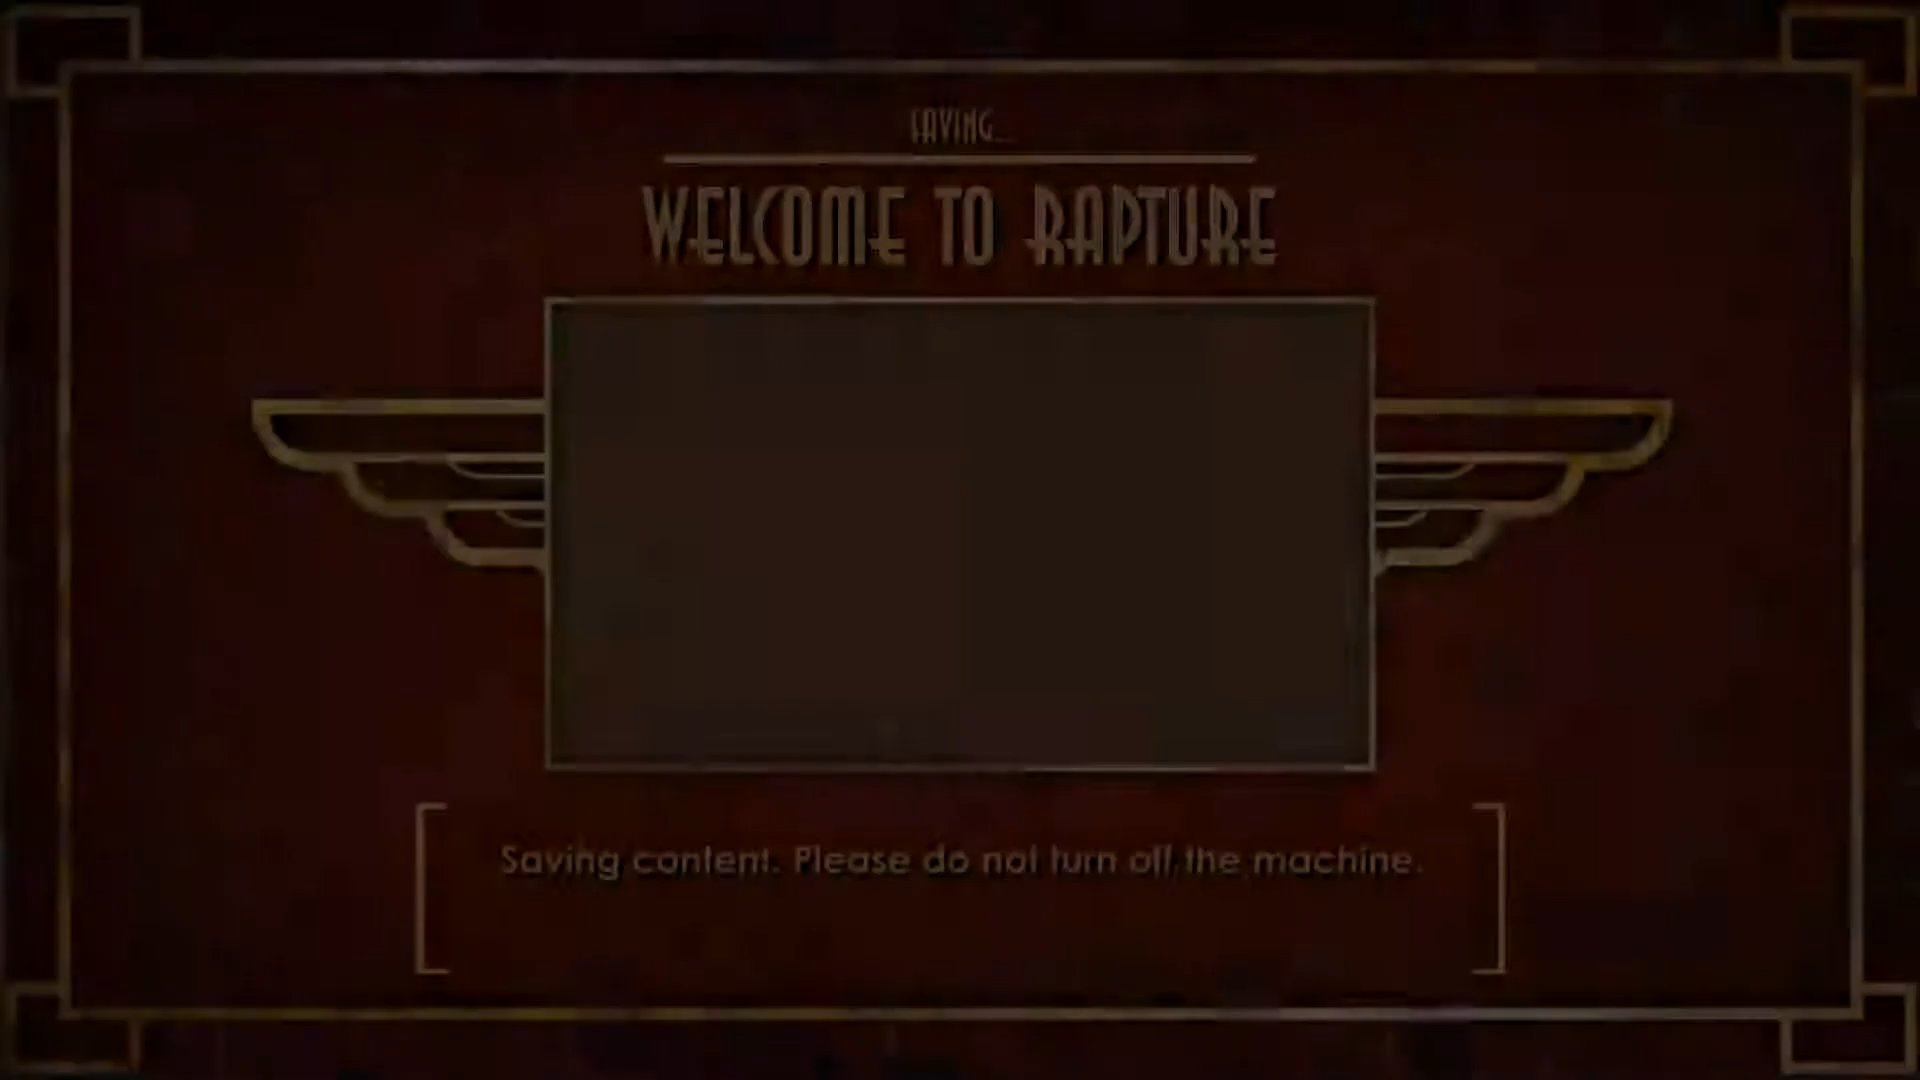 SAVING...
WELCOME TO RAPTURE
Saving content. Please do not turn off the machine.